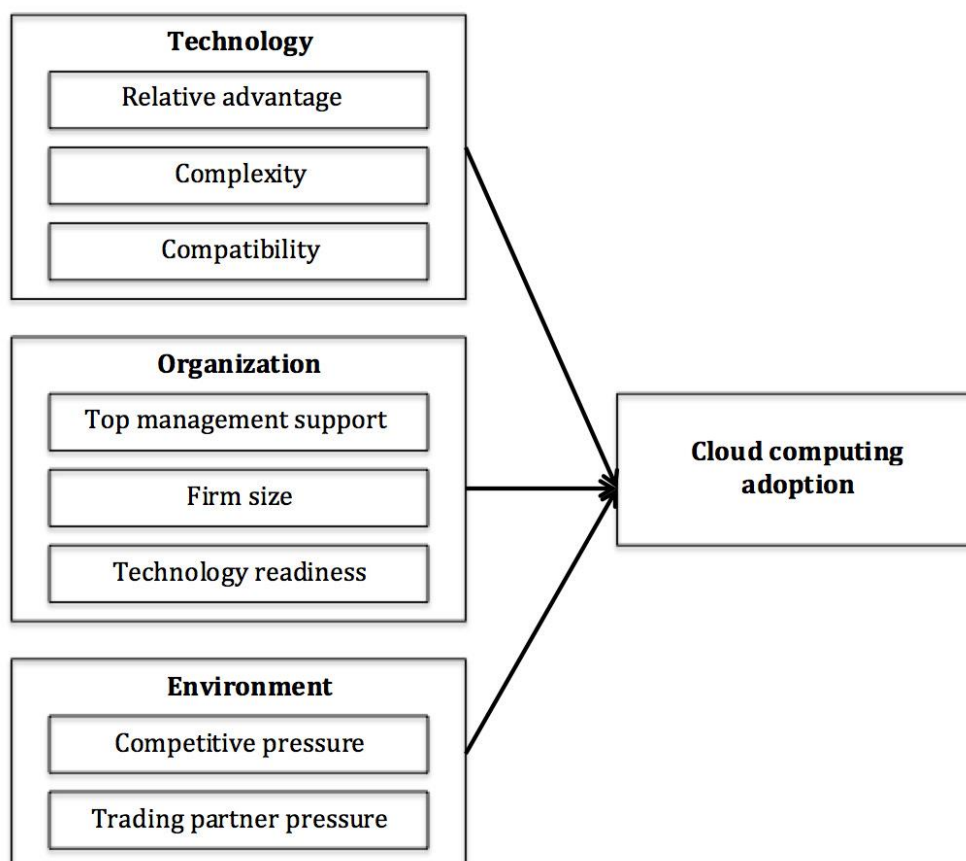 Technology
Relative advantage
Complexity
Compatibility
Organization
Top management support
Firm size
Technology readiness
Environment
Competitive pressure
Trading partner pressure
Cloud computing
adoption